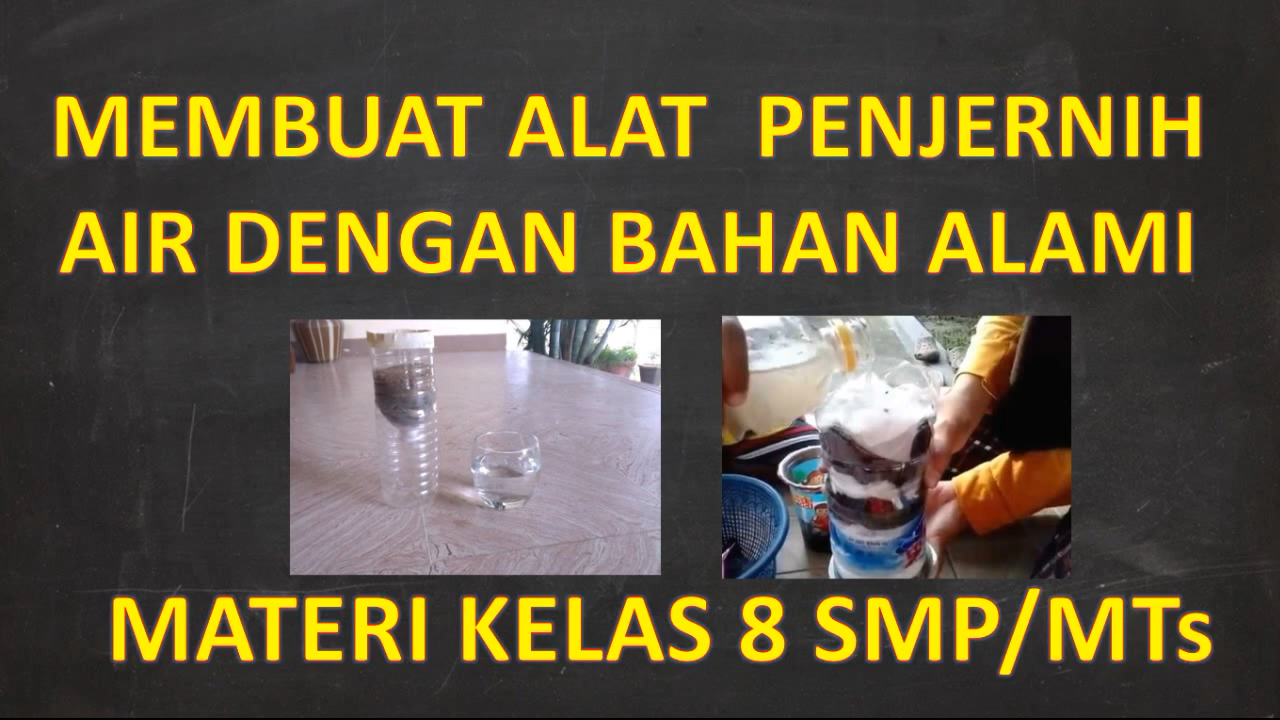 MEMBUAT ALAT PENJERNIH
AIR DENGAN BAHAN ALAMI
MATERI KELAS 8 SMP/MTs